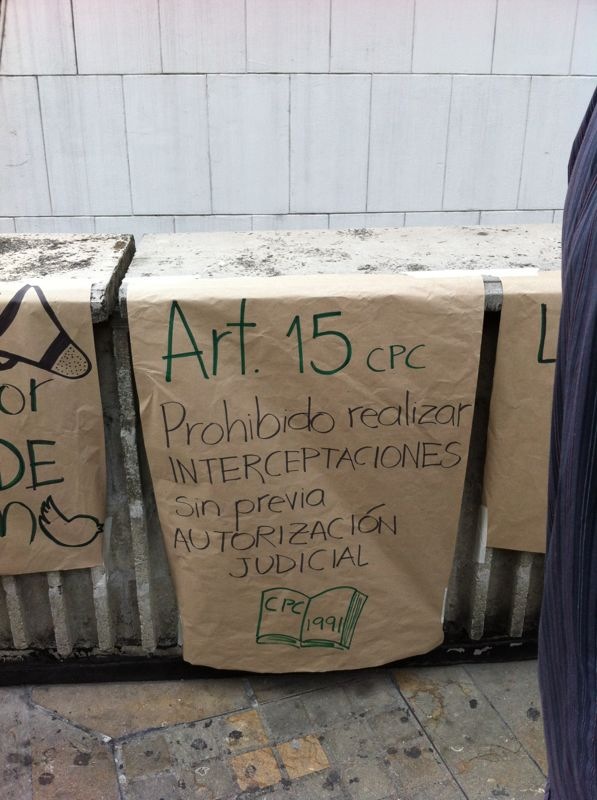 Art. 15 CPC
Prohibido realizar
INTERCEPTACIONES
sin previa
AUTORIZACIÓN
JUDICIAL
CPC 1991
or
DE
L